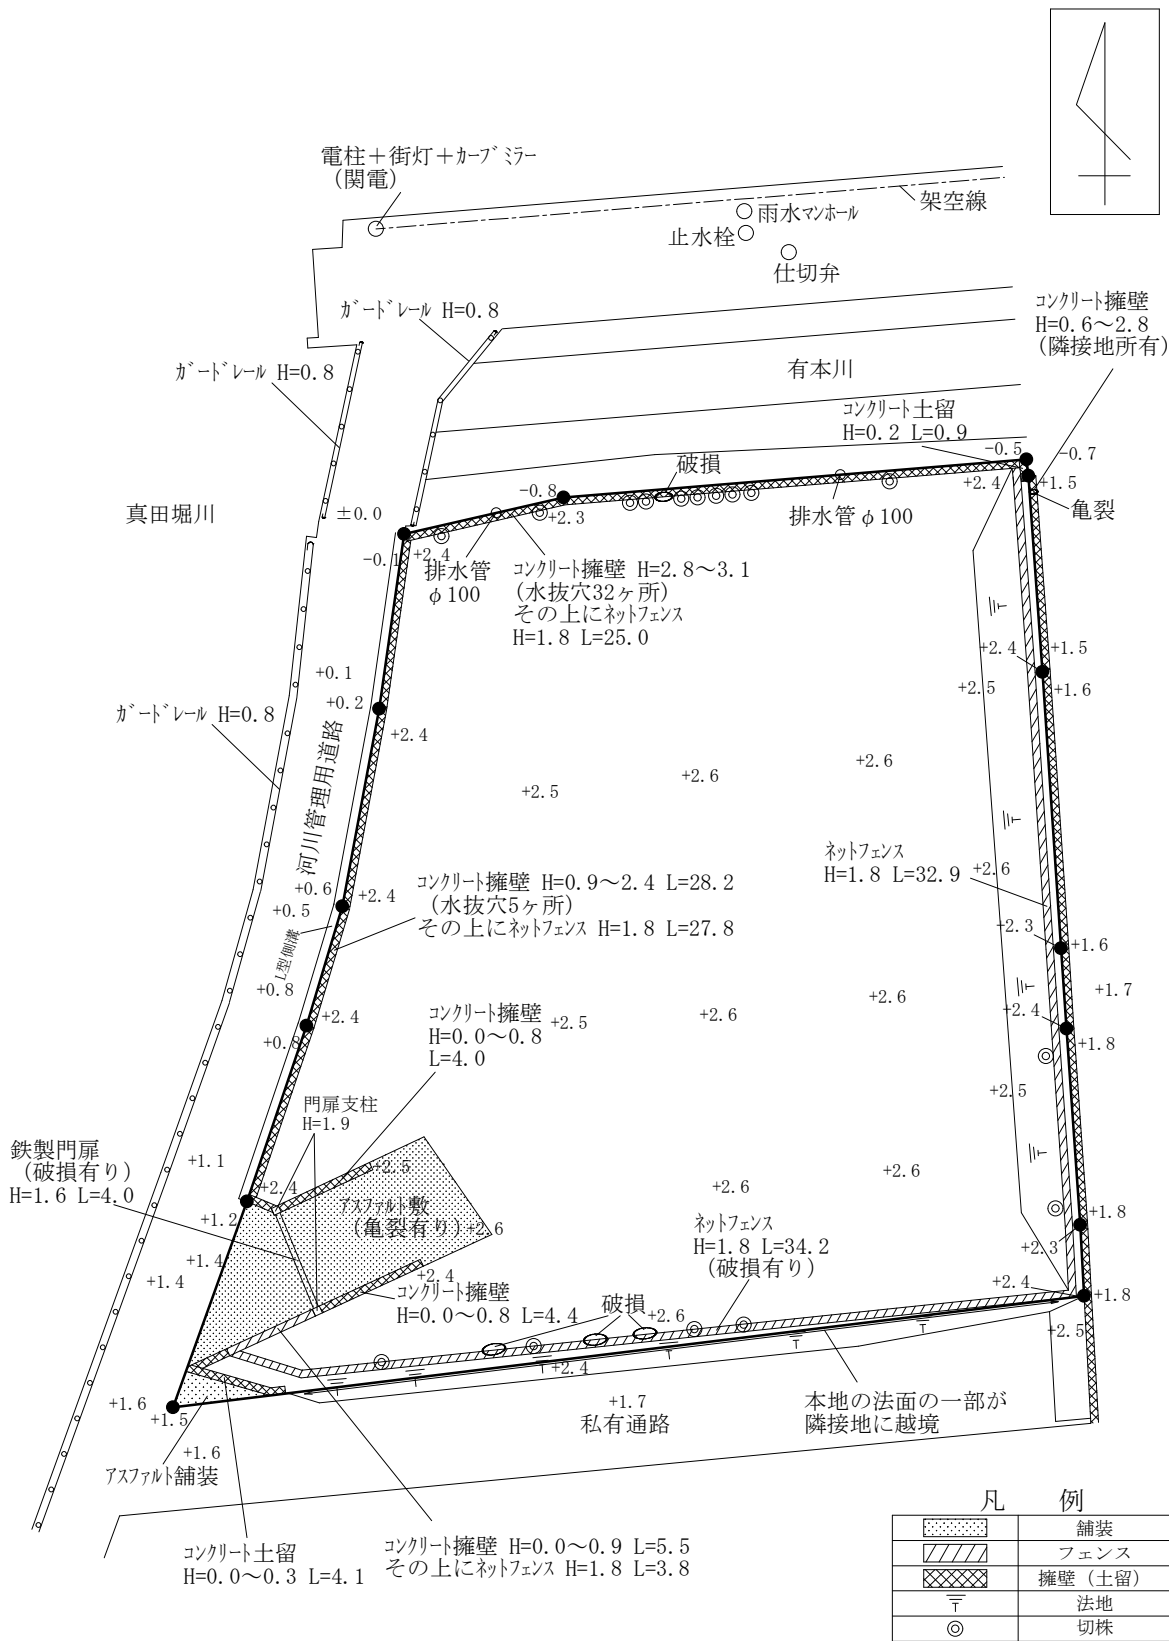 電柱＋街灯＋カーブミラー
（関電）
架空線
雨水マンホール
止水栓
仕切弁
ガードレール H=0.8
コンクリート擁壁
H=0.6～2.8
(隣接地所有)
ガードレール H=0.8
有本川
コンクリート土留
H=0.2 L=0.9
−0.5
−0.7
破損
+2.4
+1.5
−0.8
真田堀川
±0.0
+2.3
排水管φ100
亀裂
−0.1
+2.4
排水管
φ100
コンクリート擁壁 H=2.8～3.1
(水抜穴32ヶ所)
その上にネットフェンス
H=1.8 L=25.0
+2.4
+1.5
+0.1
+2.5
+1.6
+0.2
ガードレール H=0.8
+2.4
河川管理用道路
+2.5
+2.6
+2.6
ネットフェンス
H=1.8 L=32.9
+2.6
+0.6
+2.4
+0.5
コンクリート擁壁 H=0.9～2.4 L=28.2
(水抜穴5ヶ所)
その上にネットフェンス H=1.8 L=27.8
+2.3
+1.6
L型側溝
+0.8
+1.7
+2.4
+0.8
コンクリート擁壁
H=0.0～0.8
L=4.0
+2.5
+2.6
+2.6
+2.4
+1.8
+2.5
門扉支柱
H=1.9
鉄製門扉
（破損有り）
H=1.6 L=4.0
+1.1
+2.5
+2.4
+2.6
+2.6
アスファルト敷
（亀裂有り）
+2.6
+1.2
+1.8
ネットフェンス
H=1.8 L=34.2
（破損有り）
+2.3
+1.4
+1.4
+2.4
+2.4
+1.8
コンクリート擁壁
H=0.0～0.8 L=4.4
破損
+2.6
+2.5
+2.4
+1.6
+1.5
+1.7
私有通路
本地の法面の一部が
隣接地に越境
+1.6
アスファルト舗装
コンクリート土留
H=0.0～0.3 L=4.1
コンクリート擁壁 H=0.0～0.9 L=5.5
その上にネットフェンス H=1.8 L=3.8
凡　例
舗装
フェンス
擁壁（土留）
法地
切株